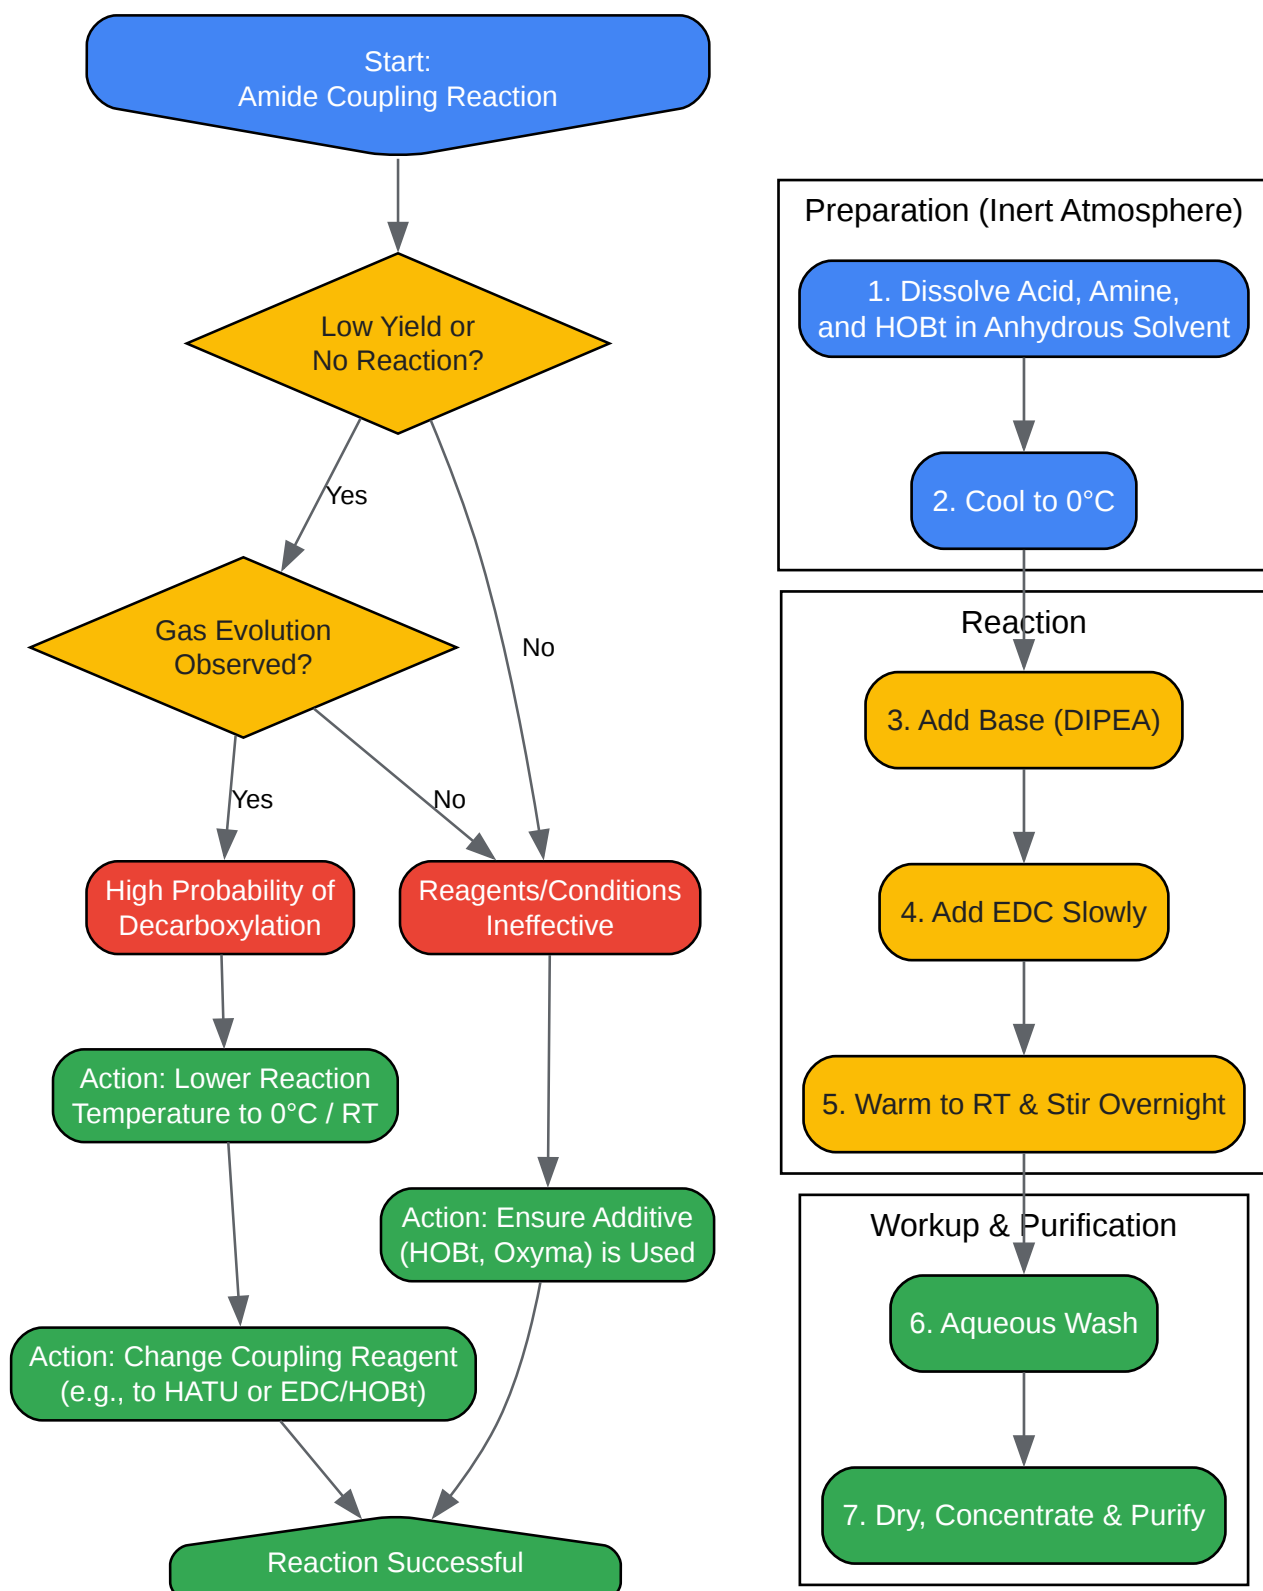 Start:
Amide Coupling Reaction
Low Yield or
No Reaction?
Yes
No
Gas Evolution
Observed?
Yes
No
High Probability of
Decarboxylation
Reagents/Conditions
Ineffective
Action: Lower Reaction
Temperature to 0°C / RT
Action: Ensure Additive
(HOBt, Oxyma) is Used
Action: Change Coupling Reagent
(e.g., to HATU or EDC/HOBt)
Reaction Successful
Preparation (Inert Atmosphere)
1. Dissolve Acid, Amine,
and HOBt in Anhydrous Solvent
2. Cool to 0°C
Reaction
3. Add Base (DIPEA)
4. Add EDC Slowly
5. Warm to RT & Stir Overnight
Workup & Purification
6. Aqueous Wash
7. Dry, Concentrate & Purify